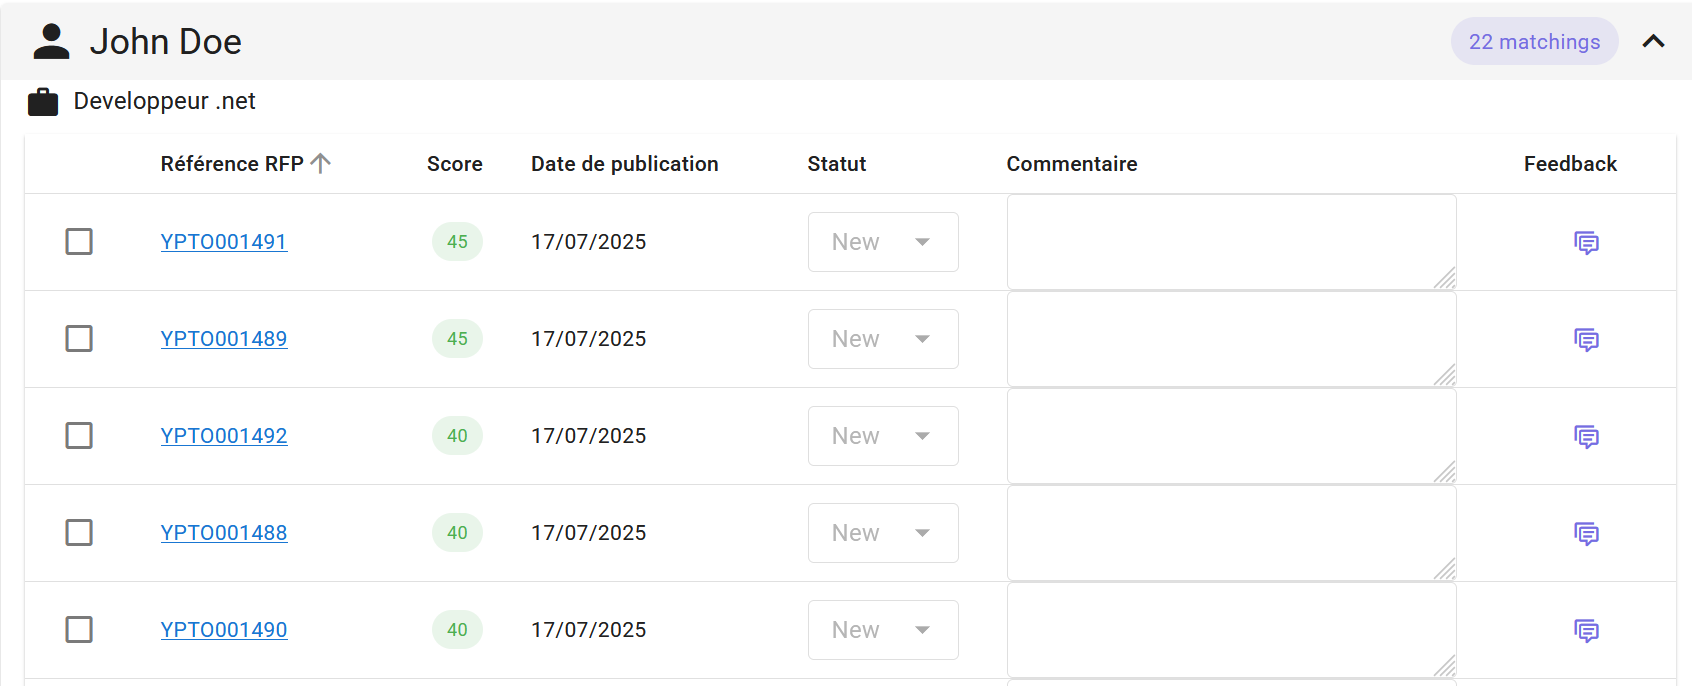 John Doe 22 matchings
Developpeur .net
Référence RFP Score Date de publication Statut Commentaire Feedback
YPTO001491 45 17/07/2025 New
YPTO001489 45 17/07/2025 New
YPTO001492 40 17/07/2025 New
YPTO001488 40 17/07/2025 New
YPTO001490 40 17/07/2025 New